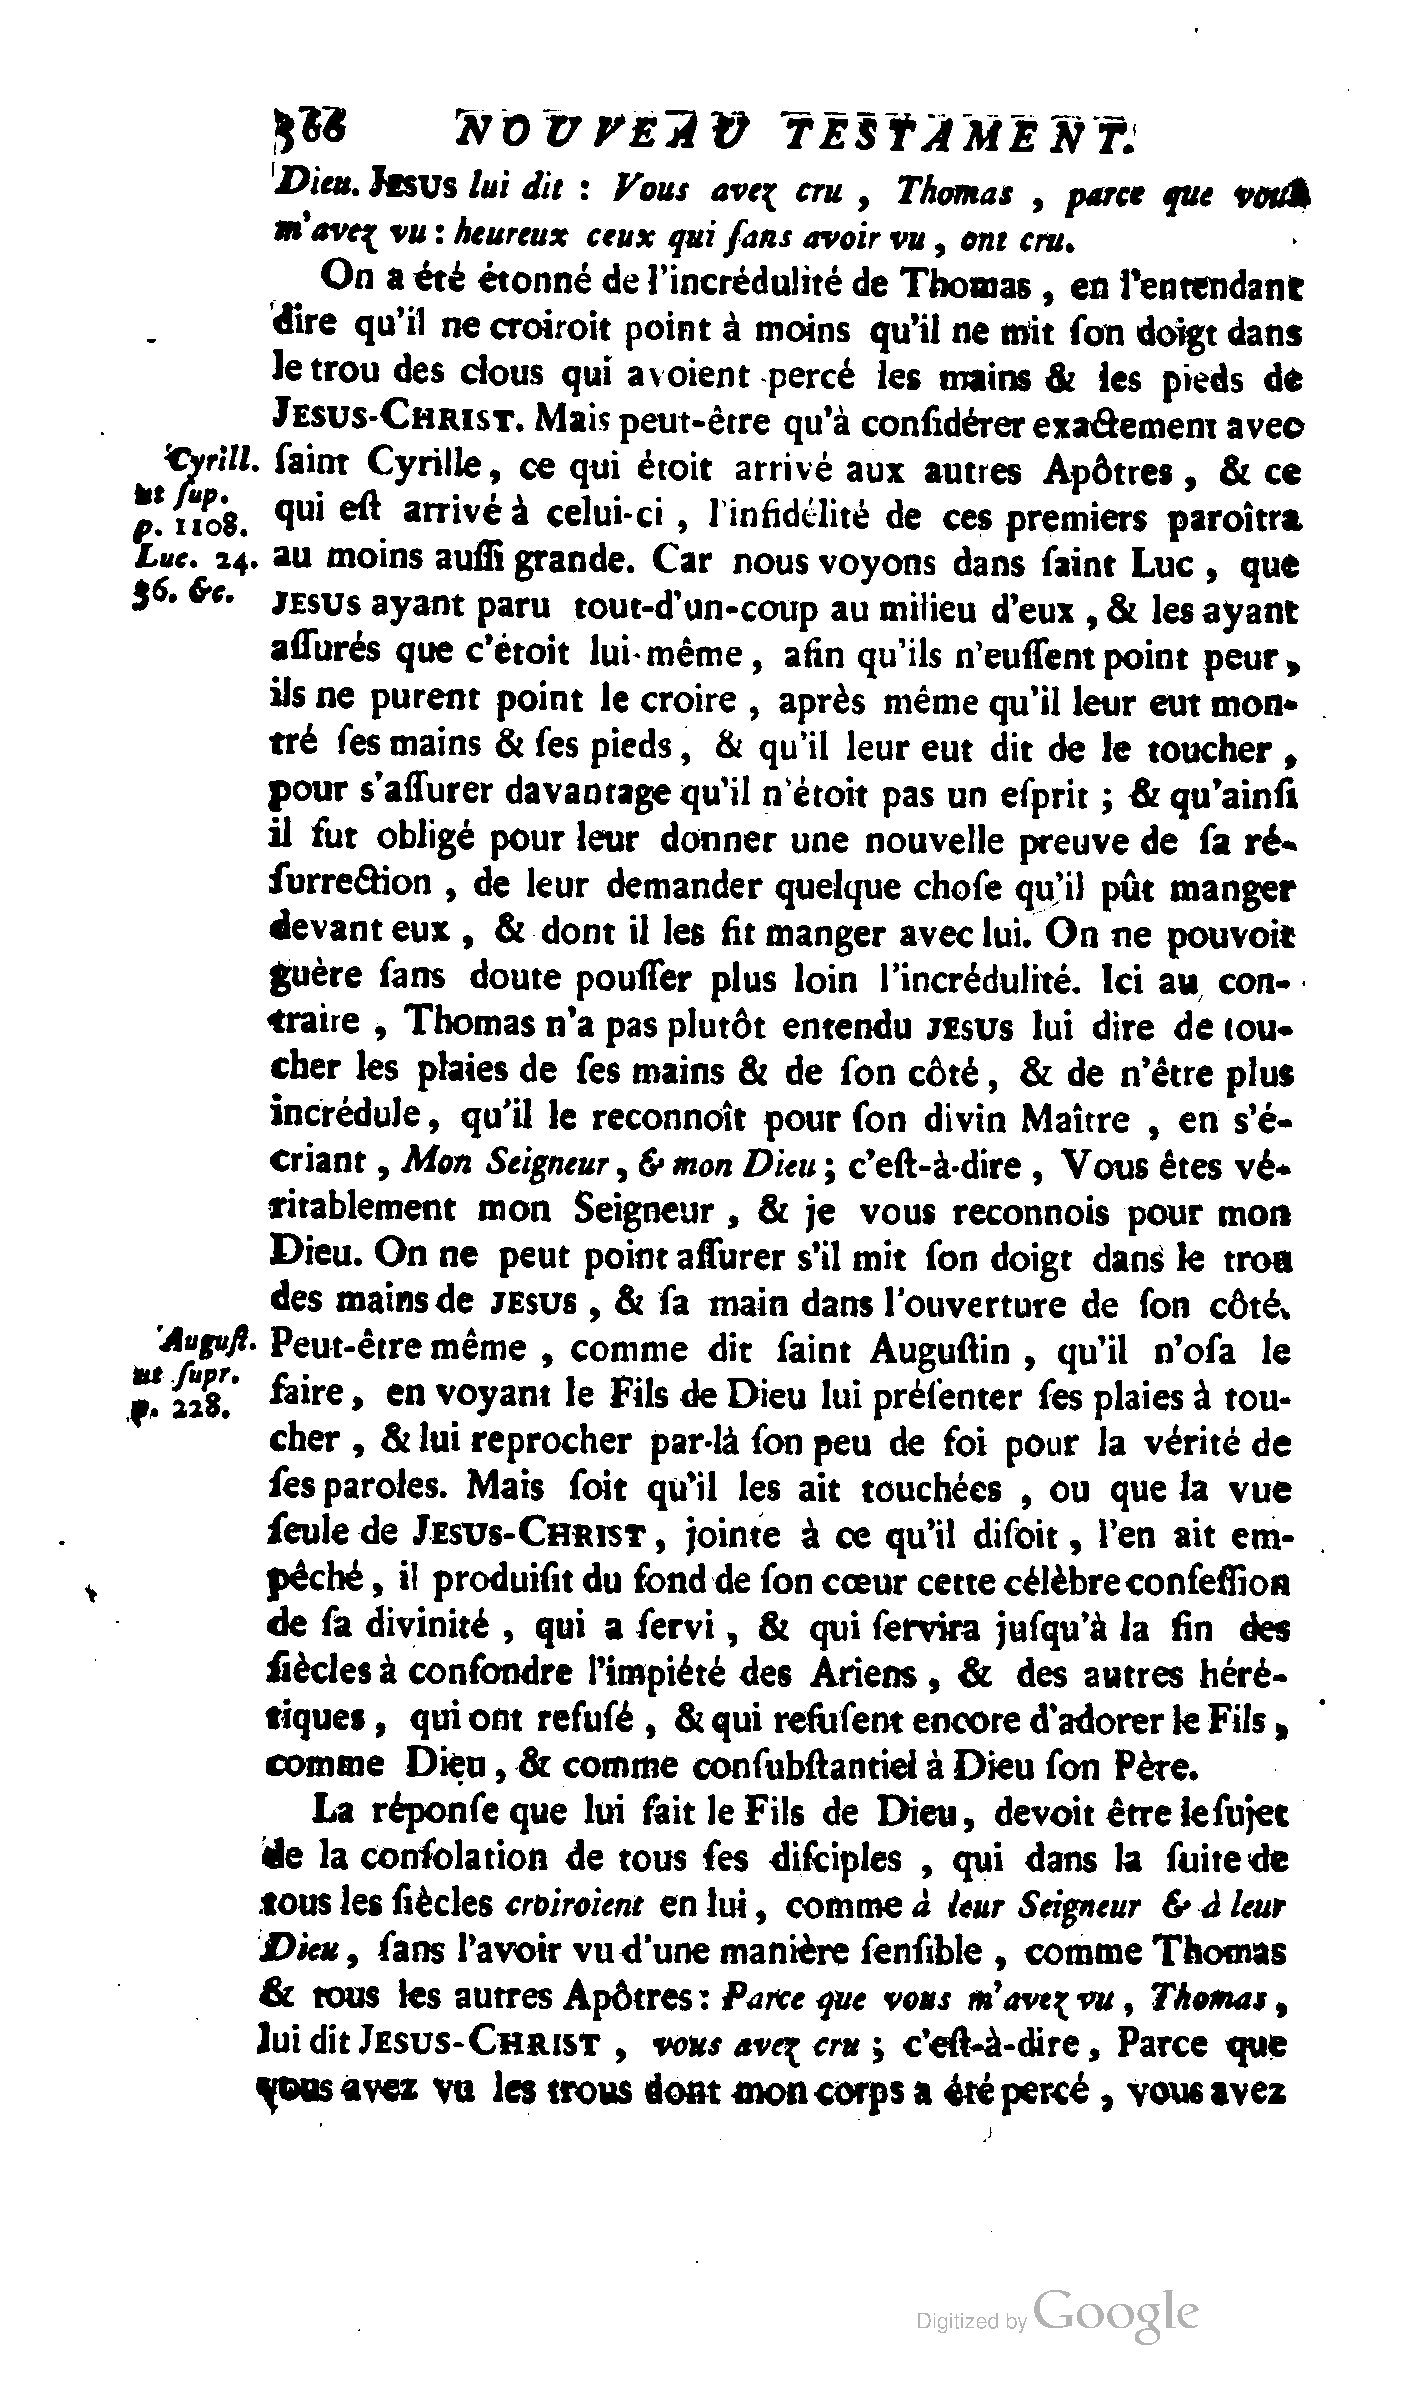 366 NOUVEAU TESTAMENT.
Dieu. JESUS lui dit : Vous avez cru , Thomas , parce que vous
m'avez vu : heureux ceux qui ſans avoir vu , ont cru.
On a été étonné de l'incrédulité de Thomas , en l'entendant
dire qu'il ne croiroit point à moins qu'il ne mît ſon doigt dans
le trou des clous qui avoient percé les mains & les pieds de
JESUS-CHRIST. Mais peut-être qu'à conſidérer exactement avec
Cyrill.
ut ſup.
p. 1108.
Luc. 24.
36. &c.
ſaint Cyrille, ce qui étoit arrivé aux autres Apôtres , & ce
qui eſt arrivé à celui-ci , l'infidélité de ces premiers paroîtra
au moins auſſi grande. Car nous voyons dans ſaint Luc , que
JESUS ayant paru tout-d'un-coup au milieu d'eux , & les ayant
aſſurés que c'étoit lui-même, afin qu'ils n'euſſent point peur ,
ils ne purent point le croire , après même qu'il leur eut mon-
tré ſes mains & ſes pieds , & qu'il leur eut dit de le toucher ,
pour s'aſſurer davantage qu'il n'étoit pas un eſprit ; & qu'ainſi
il fut obligé pour leur donner une nouvelle preuve de ſa ré-
ſurrection , de leur demander quelque choſe qu'il pût manger
devant eux , & dont il les fit manger avec lui. On ne pouvoit
guère ſans doute pouſſer plus loin l'incrédulité. Ici au con-
traire , Thomas n'a pas plutôt entendu JESUS lui dire de tou-
cher les plaies de ſes mains & de ſon côté, & de n'être plus
incrédule, qu'il le reconnoît pour ſon divin Maître , en s'é-
criant , Mon Seigneur, & mon Dieu ; c'eſt-à-dire , Vous êtes vé-
ritablement mon Seigneur , & je vous reconnois pour mon
Dieu. On ne peut point aſſurer s'il mit ſon doigt dans le trou
des mains de JESUS , & ſa main dans l'ouverture de ſon côté.
Auguſt.
ut ſupr.
p. 228.
Peut-être même , comme dit ſaint Auguſtin , qu'il n'oſa le
faire, en voyant le Fils de Dieu lui préſenter ſes plaies à tou-
cher , & lui reprocher par-là ſon peu de foi pour la vérité de
ſes paroles. Mais ſoit qu'il les ait touchées , ou que la vue
ſeule de JESUS-CHRIST, jointe à ce qu'il diſoit , l'en ait em-
pêché, il produiſit du fond de ſon cœur cette célèbre confeſſion
de ſa divinité , qui a ſervi , & qui ſervira juſqu'à la fin des
ſiècles à confondre l'impiété des Ariens , & des autres héré-
tiques, qui ont refuſé , & qui refuſent encore d'adorer le Fils ,
comme Dieu , & comme conſubſtantiel à Dieu ſon Père.
La réponſe que lui fait le Fils de Dieu, devoit être le ſujet
de la conſolation de tous ſes diſciples , qui dans la ſuite de
tous les ſiècles croiroient en lui, comme à leur Seigneur & à leur
Dieu, ſans l'avoir vu d'une manière ſenſible , comme Thomas
& tous les autres Apôtres : Parce que vous m'avez vu , Thomas ,
lui dit JESUS-CHRIST , vous avez cru ; c'eſt-à-dire, Parce que
vous avez vu les trous dont mon corps a été percé , vous avez
Digitized by Google